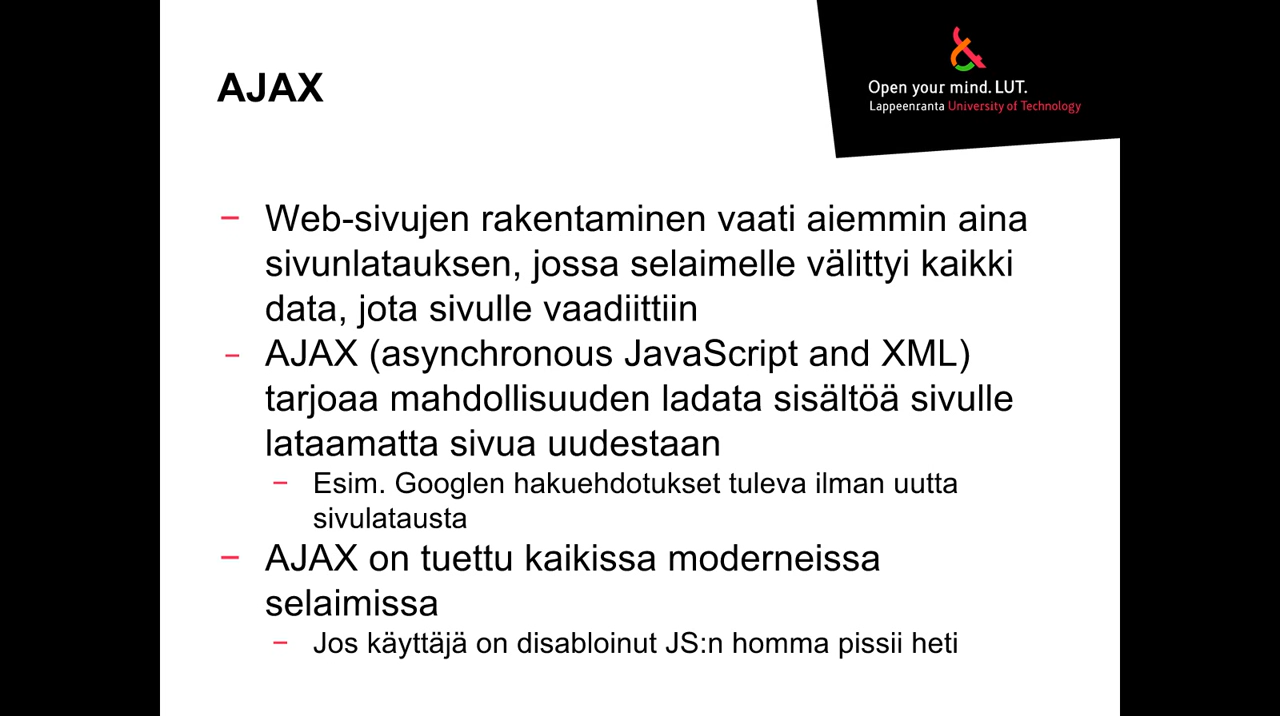 AJAX
Open your mind. LUT.
Lappeenranta University of Technology
– Web-sivujen rakentaminen vaati aiemmin aina
sivunlatauksen, jossa selaimelle välittyi kaikki
data, jota sivulle vaadiittiin
– AJAX (asynchronous JavaScript and XML)
tarjoaa mahdollisuuden ladata sisältöä sivulle
lataamatta sivua uudestaan
– Esim. Googlen hakuehdotukset tuleva ilman uutta
sivulatausta
– AJAX on tuettu kaikissa moderneissa
selaimissa
– Jos käyttäjä on disabloinut JS:n homma pissii heti